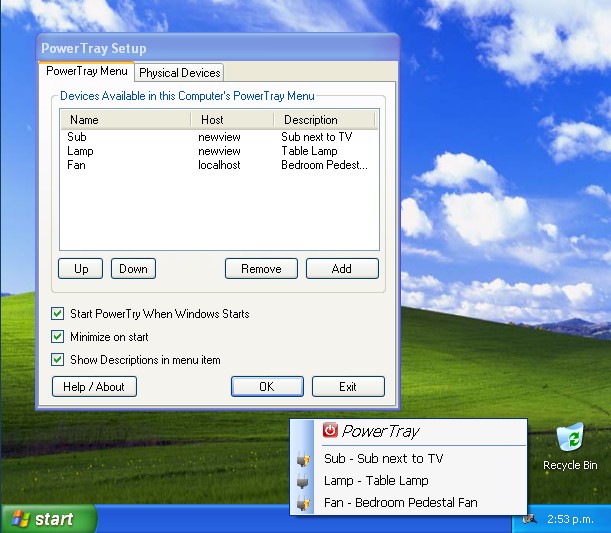 PowerTray Setup
PowerTray Menu Physical Devices
Devices Available in this Computer's PowerTray Menu
Name Host Description
Sub newview Sub next to TV
Lamp newview Table Lamp
Fan localhost Bedroom Pedest...
Up Down Remove Add
Start PowerTry When Windows Starts
Minimize on start
Show Descriptions in menu item
Help / About OK Exit
PowerTray
Sub - Sub next to TV
Lamp - Table Lamp
Fan - Bedroom Pedestal Fan
Recycle Bin
start 2:53 p.m.